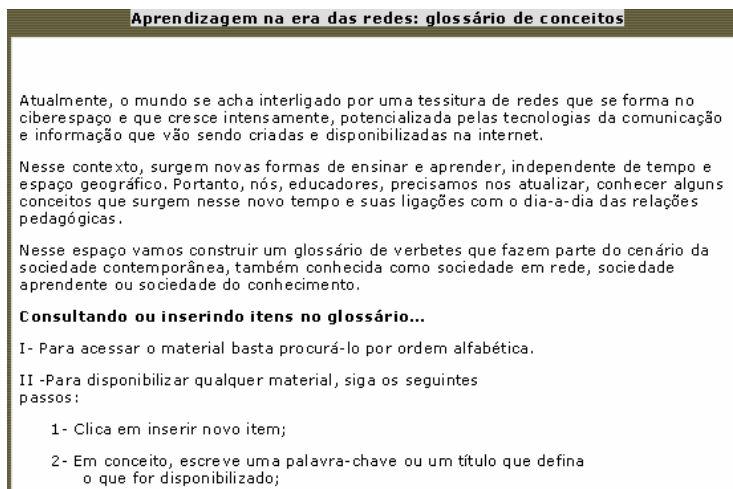 Aprendizagem na era das redes: glossário de conceitos
Atualmente, o mundo se acha interligado por uma tessitura de redes que se forma no
ciberespaço e que cresce intensamente, potencializada pelas tecnologias da comunicação
e informação que vão sendo criadas e disponibilizadas na internet.
Nesse contexto, surgem novas formas de ensinar e aprender, independente de tempo e
espaço geográfico. Portanto, nós, educadores, precisamos nos atualizar, conhecer alguns
conceitos que surgem nesse novo tempo e suas ligações com o dia-a-dia das relações
pedagógicas.
Nesse espaço vamos construir um glossário de verbetes que fazem parte do cenário da
sociedade contemporânea, também conhecida como sociedade em rede, sociedade
aprendente ou sociedade do conhecimento.
Consultando ou inserindo itens no glossário...
I- Para acessar o material basta procurá-lo por ordem alfabética.
II -Para disponibilizar qualquer material, siga os seguintes
passos:
1- Clica em inserir novo item;
2- Em conceito, escreve uma palavra-chave ou um título que defina
o que for disponibilizado;